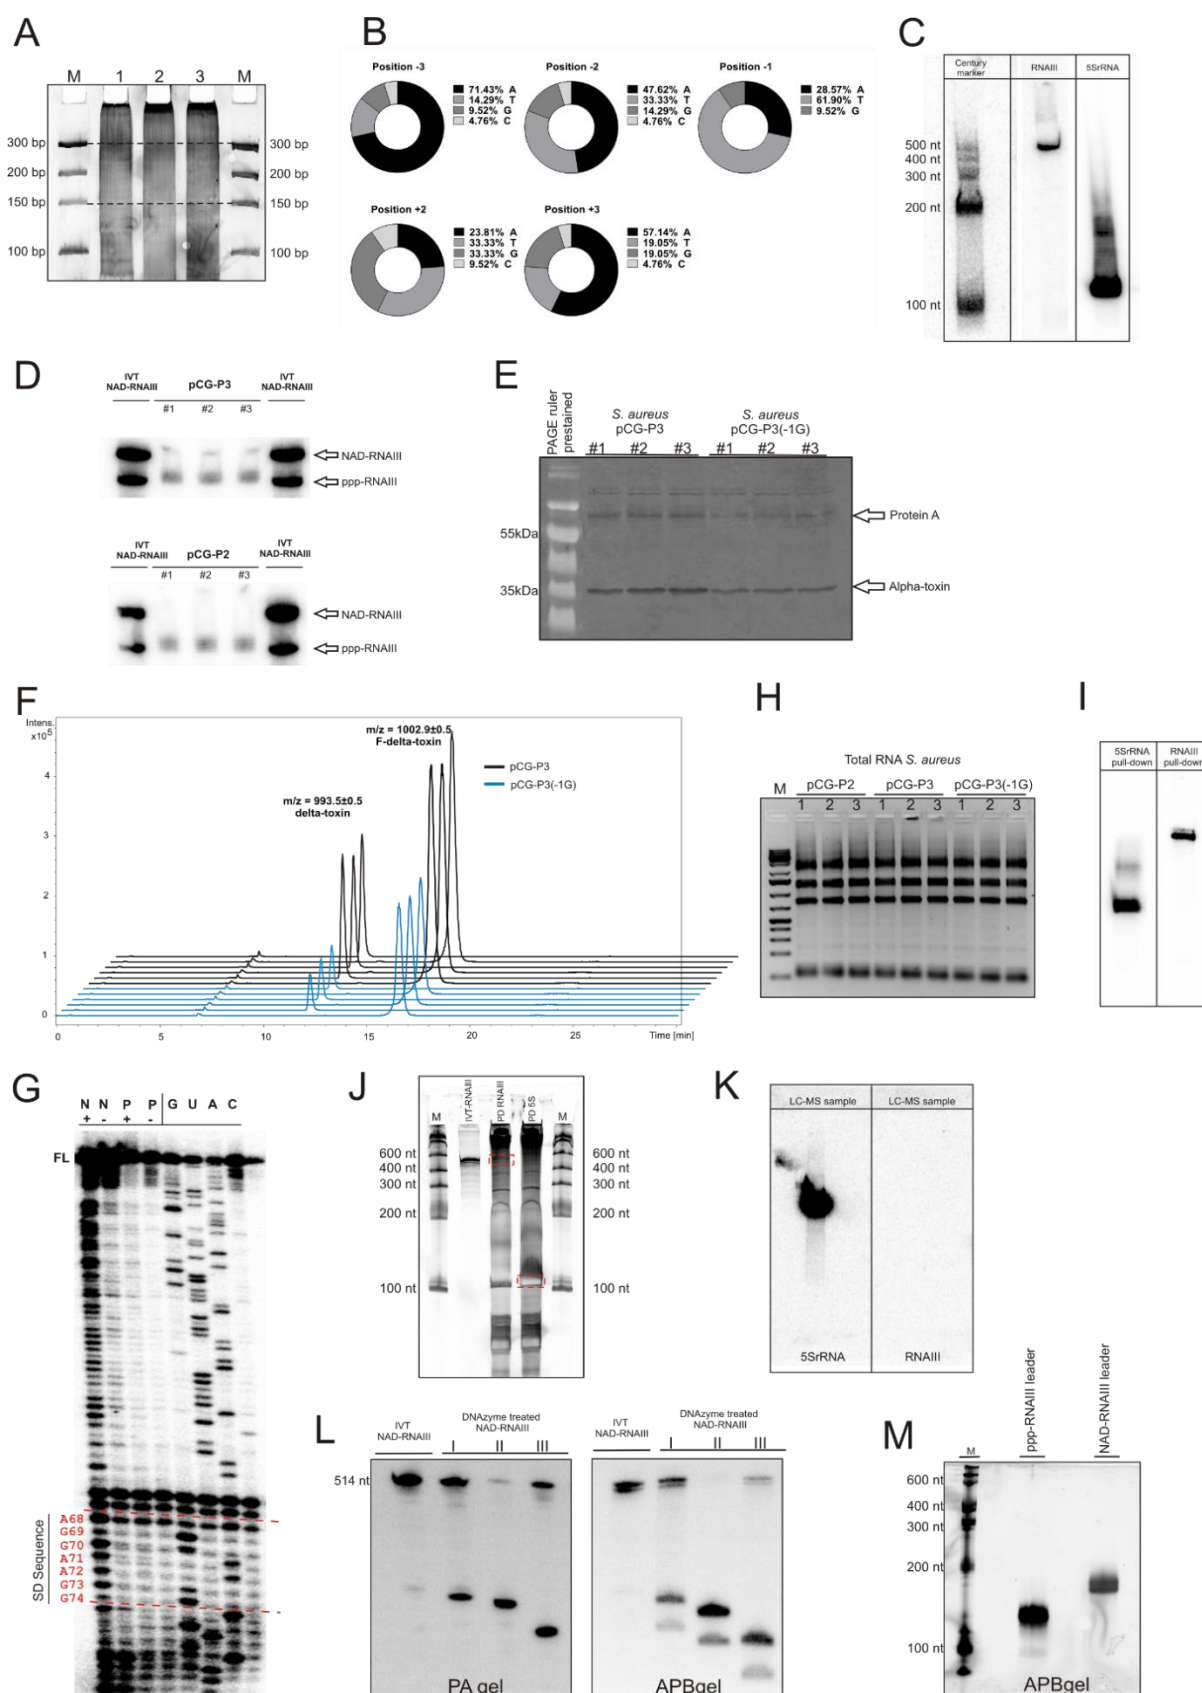 A
M 1 2 3 M
300 bp 300 bp
200 bp 200 bp
150 bp 150 bp
100 bp 100 bp
B
Position -3
71.43% A
14.29% T
9.52% G
4.76% C
Position -2
47.62% A
33.33% T
14.29% G
4.76% C
Position -1
28.57% A
61.90% T
9.52% G
Position +2
23.81% A
33.33% T
33.33% G
9.52% C
Position +3
57.14% A
19.05% T
19.05% G
4.76% C
C
Century marker
RNAIII
5SrRNA
500 nt
400 nt
300 nt
200 nt
100 nt
D
IVT NAD-RNAIII
pCG-P3
IVT NAD-RNAIII
#1 #2 #3
NAD-RNAIII
ppp-RNAIII
IVT NAD-RNAIII
pCG-P2
IVT NAD-RNAIII
#1 #2 #3
NAD-RNAIII
ppp-RNAIII
E
PAGE ruler prestained
S. aureus pCG-P3
S. aureus pCG-P3(-1G)
#1 #2 #3 #1 #2 #3
55kDa
35kDa
Protein A
Alpha-toxin
F
Intens.
x10⁵
4
3
2
1
0
m/z = 1002.9±0.5
F-delta-toxin
m/z = 993.5±0.5
delta-toxin
pCG-P3
pCG-P3(-1G)
0 5 10 15 20 25 Time [min]
H
Total RNA S. aureus
M pCG-P2 pCG-P3 pCG-P3(-1G)
1 2 3 1 2 3 1 2 3
I
5SrRNA pull-down
RNAIII pull-down
G
N N P P G U A C
+ - + -
FL
SD Sequence
A68
G69
G70
A71
A72
G73
G74
J
M IVT-RNAIII PD RNAIII PD 5S M
600 nt 600 nt
400 nt 400 nt
300 nt 300 nt
200 nt 200 nt
100 nt 100 nt
K
LC-MS sample LC-MS sample
5SrRNA RNAIII
L
IVT NAD-RNAIII
DNAzyme treated NAD-RNAIII
I II III
514 nt
PA gel
IVT NAD-RNAIII
DNAzyme treated NAD-RNAIII
I II III
APBgel
M
M
ppp-RNAIII leader
NAD-RNAIII leader
600 nt
400 nt
300 nt
200 nt
100 nt
APBgel